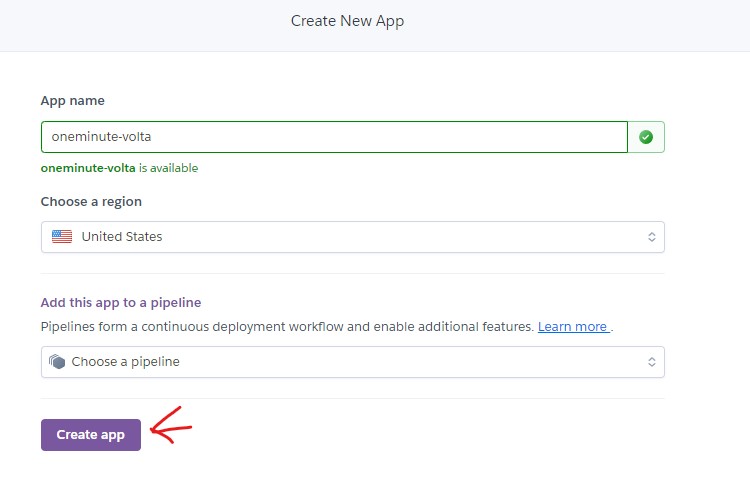 Create New App
App name
oneminute-volta
oneminute-volta is available
Choose a region
United States
Add this app to a pipeline
Pipelines form a continuous deployment workflow and enable additional features. Learn more .
Choose a pipeline
Create app